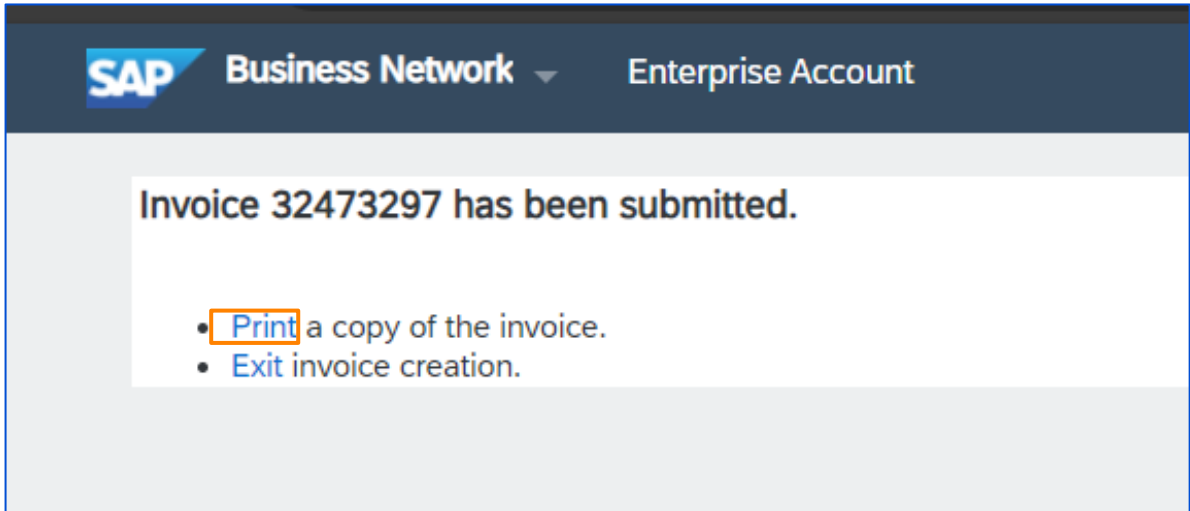 SAP Business Network Enterprise Account
Invoice 32473297 has been submitted.
• Print a copy of the invoice.
• Exit invoice creation.